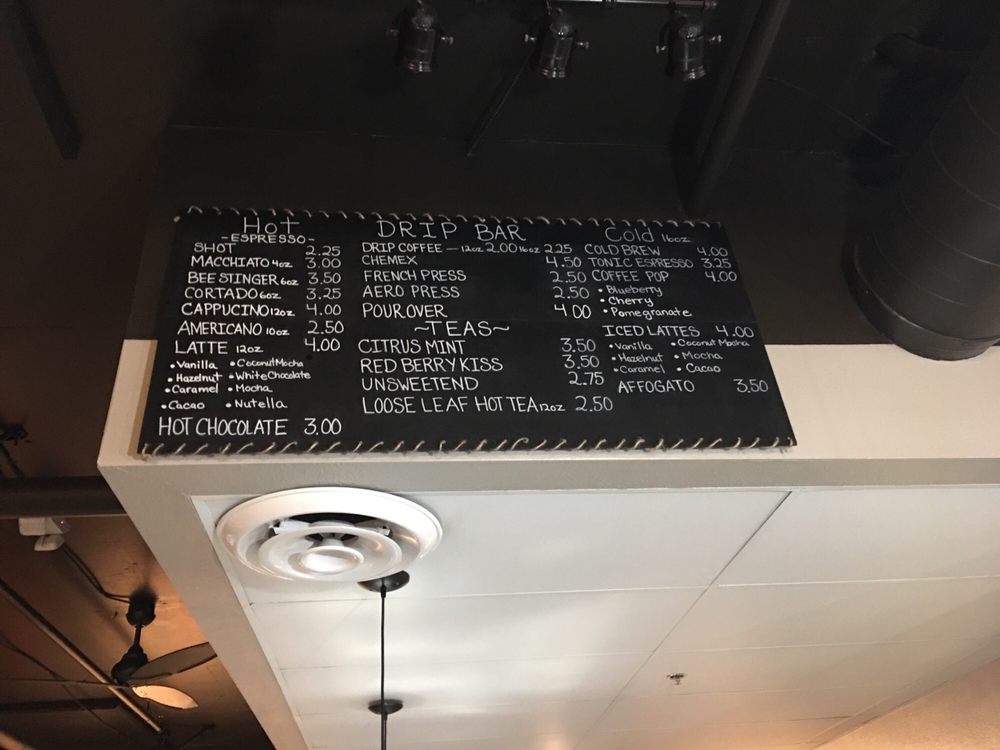 Hot
-ESPRESSO-
SHOT 2.25
MACCHIATO 4oz 3.00
BEE STINGER 6oz 3.50
CORTADO 6oz 3.25
CAPPUCINO 12oz 4.00
AMERICANO 10oz 2.50
LATTE 12oz 4.00
• Vanilla • Coconut Mocha
• Hazelnut • White Chocolate
• Caramel • Mocha
• Cacao • Nutella
HOT CHOCOLATE 3.00
DRIP BAR
DRIP COFFEE — 12oz 2.00 16oz 2.25
CHEMEX 4.50
FRENCH PRESS 2.50
AERO PRESS 2.50
POUR OVER 4.00
~TEAS~
CITRUS MINT 3.50
RED BERRY KISS 3.50
UNSWEETEND 2.75
LOOSE LEAF HOT TEA 12oz 2.50
Cold 16oz
COLD BREW 4.00
TONIC ESPRESSO 3.25
COFFEE POP 4.00
• Blueberry
• Cherry
• Pomegranate
ICED LATTES 4.00
• Vanilla • Coconut Mocha
• Hazelnut • Mocha
• Caramel • Cacao
AFFOGATO 3.50